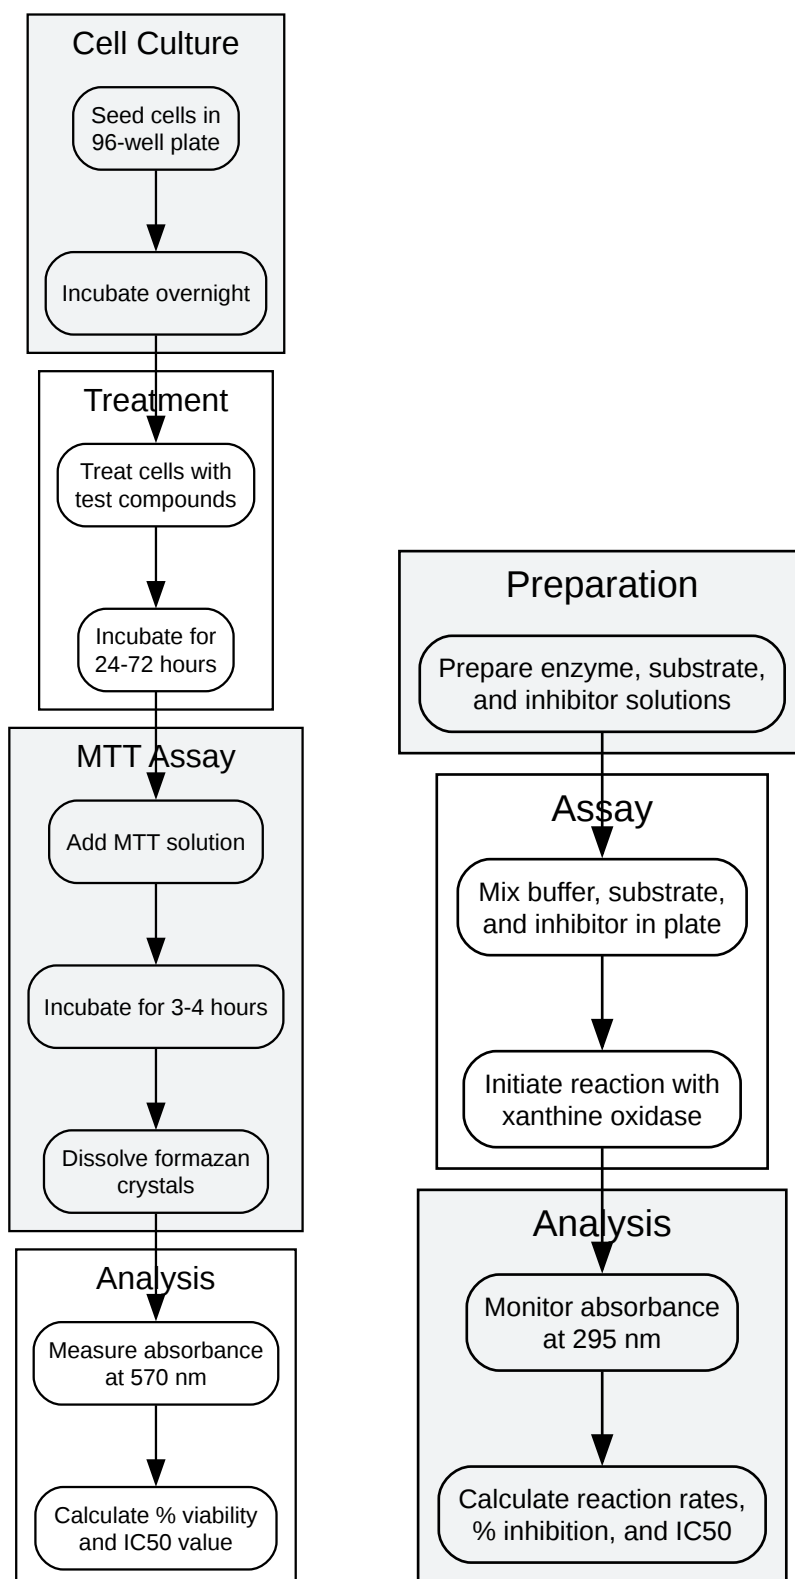 Cell Culture
Seed cells in
96-well plate
Incubate overnight
Treatment
Treat cells with
test compounds
Incubate for
24-72 hours
MTT Assay
Add MTT solution
Incubate for 3-4 hours
Dissolve formazan
crystals
Analysis
Measure absorbance
at 570 nm
Calculate % viability
and IC50 value
Preparation
Prepare enzyme, substrate,
and inhibitor solutions
Assay
Mix buffer, substrate,
and inhibitor in plate
Initiate reaction with
xanthine oxidase
Analysis
Monitor absorbance
at 295 nm
Calculate reaction rates,
% inhibition, and IC50